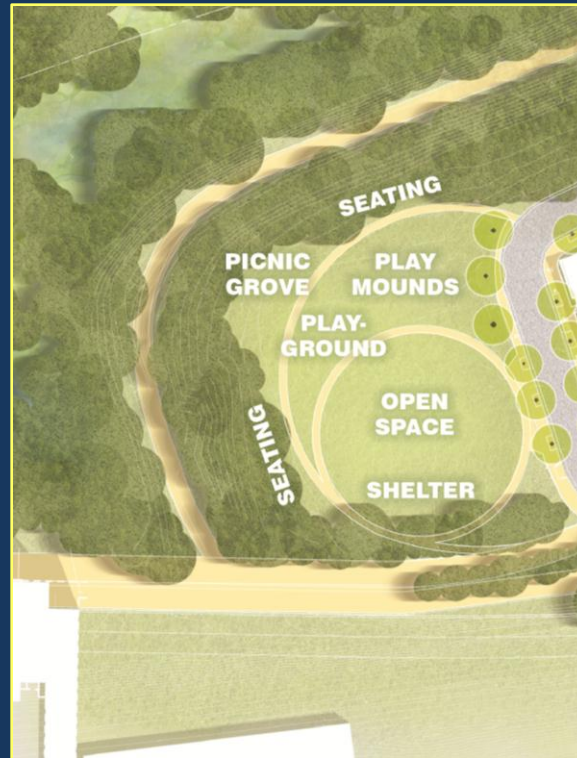 SEATING
PICNIC
GROVE
PLAY
MOUNDS
PLAY-
GROUND
OPEN
SPACE
SEATING
SHELTER